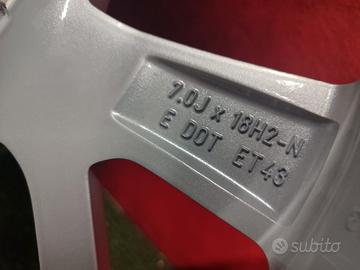 7.0J x 18H2-N
E DOT ET43
subito